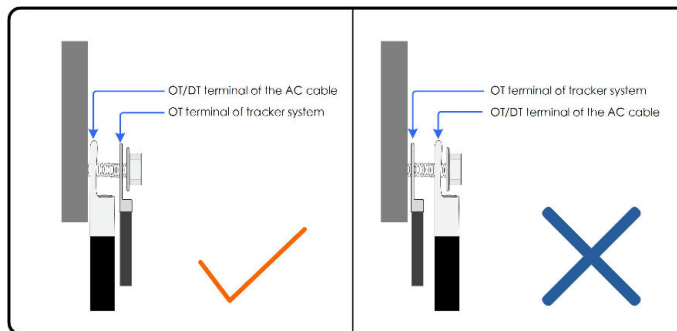 OT/DT terminal of the AC cable
OT terminal of tracker system
OT terminal of tracker system
OT/DT terminal of the AC cable